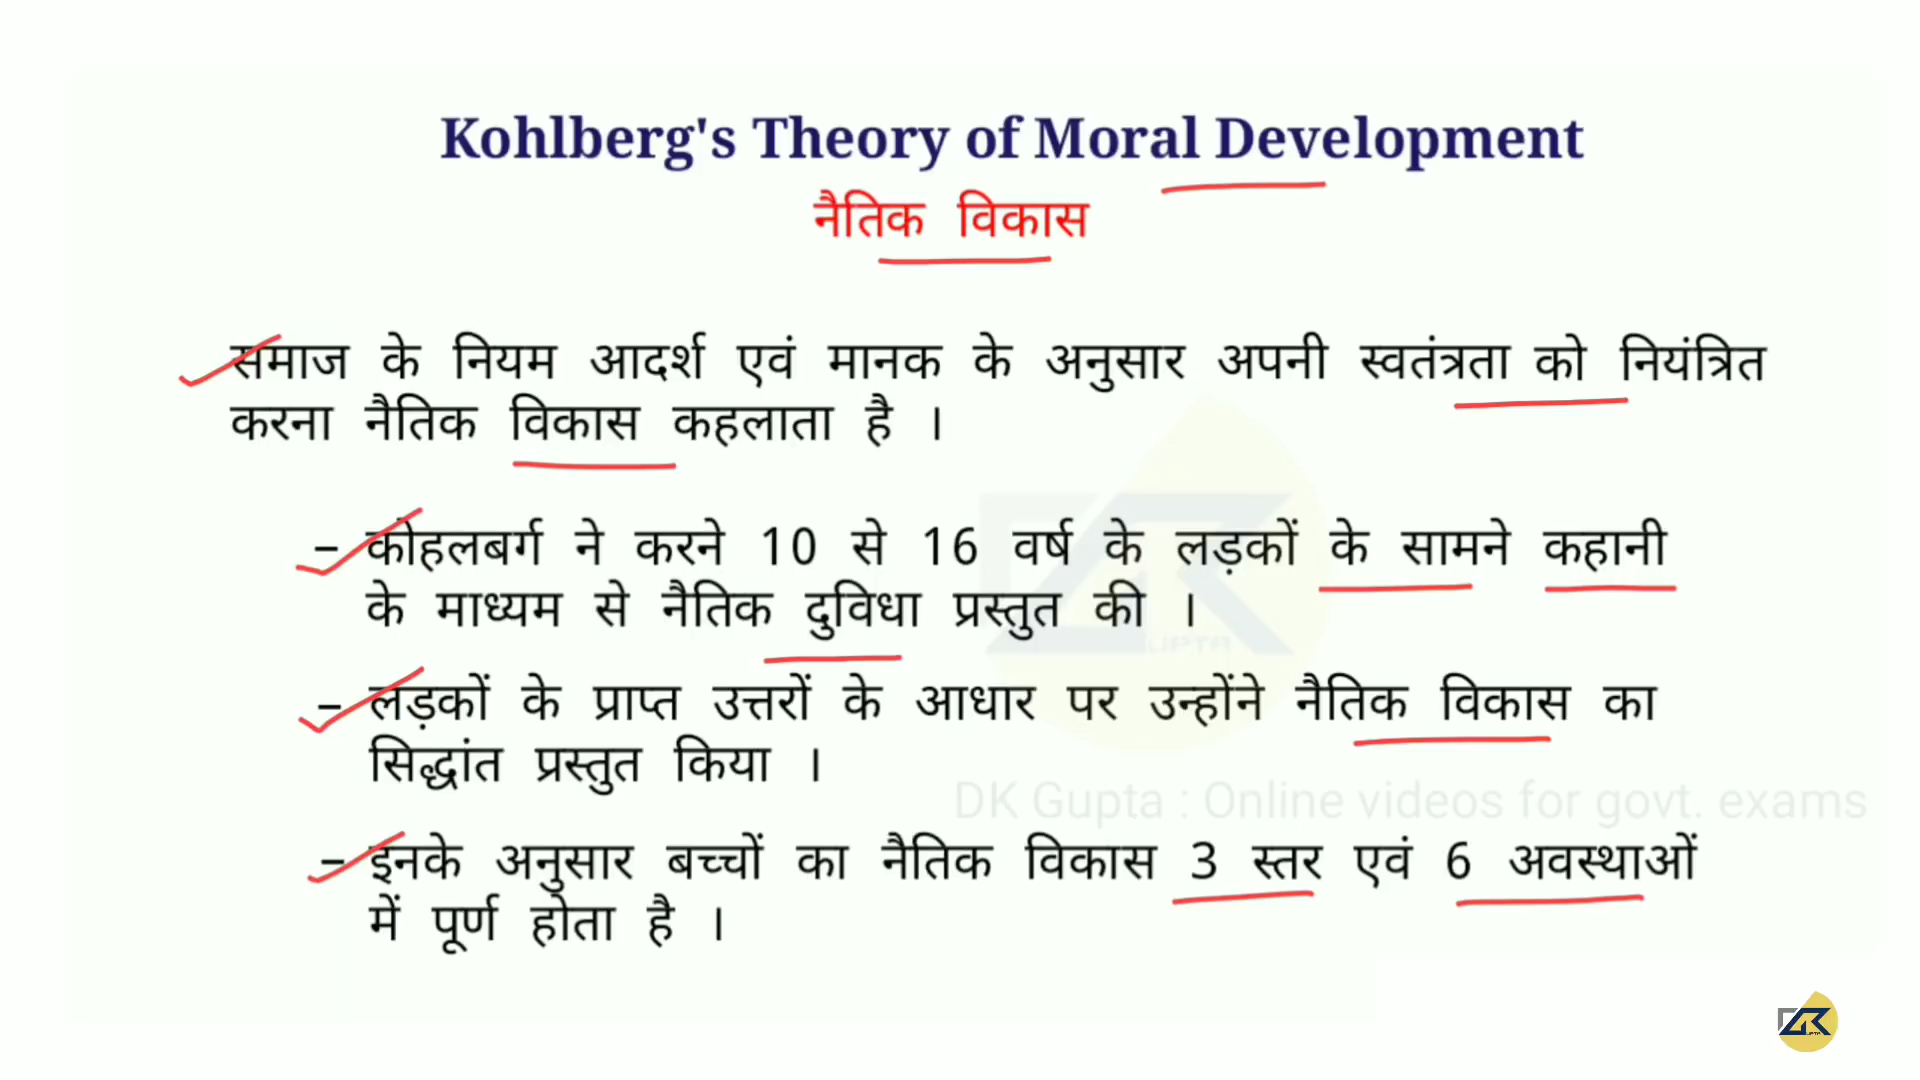 Kohlberg's Theory of Moral Development
नैतिक विकास
समाज के नियम आदर्श एवं मानक के अनुसार अपनी स्वतंत्रता को नियंत्रित
करना नैतिक विकास कहलाता है ।
– कोहलबर्ग ने करने 10 से 16 वर्ष के लड़कों के सामने कहानी
के माध्यम से नैतिक दुविधा प्रस्तुत की ।
– लड़कों के प्राप्त उत्तरों के आधार पर उन्होंने नैतिक विकास का
सिद्धांत प्रस्तुत किया ।
DK Gupta : Online videos for govt. exams
– इनके अनुसार बच्चों का नैतिक विकास 3 स्तर एवं 6 अवस्थाओं
में पूर्ण होता है ।